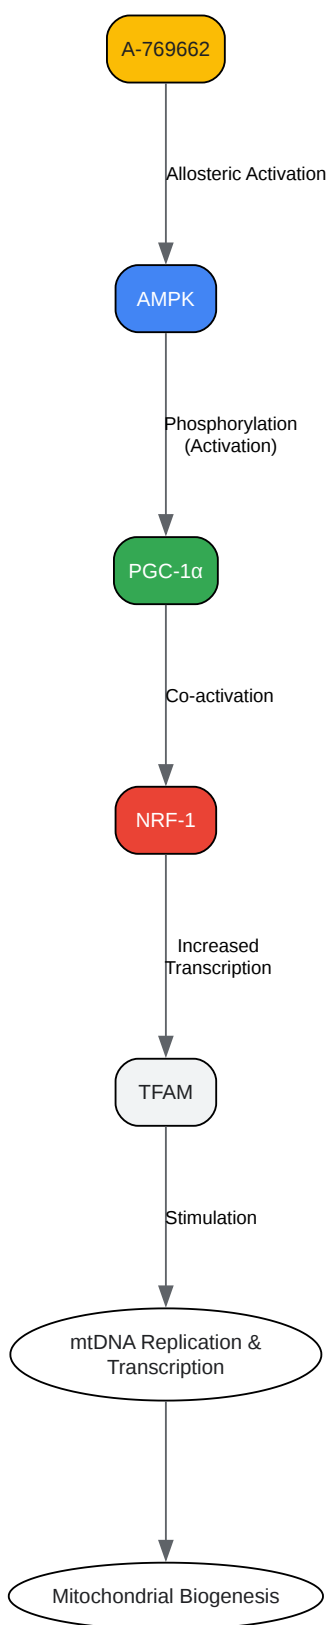 A-769662
Allosteric Activation
AMPK
Phosphorylation
(Activation)
PGC-1α
Co-activation
NRF-1
Increased
Transcription
TFAM
Stimulation
mtDNA Replication &
Transcription
Mitochondrial Biogenesis